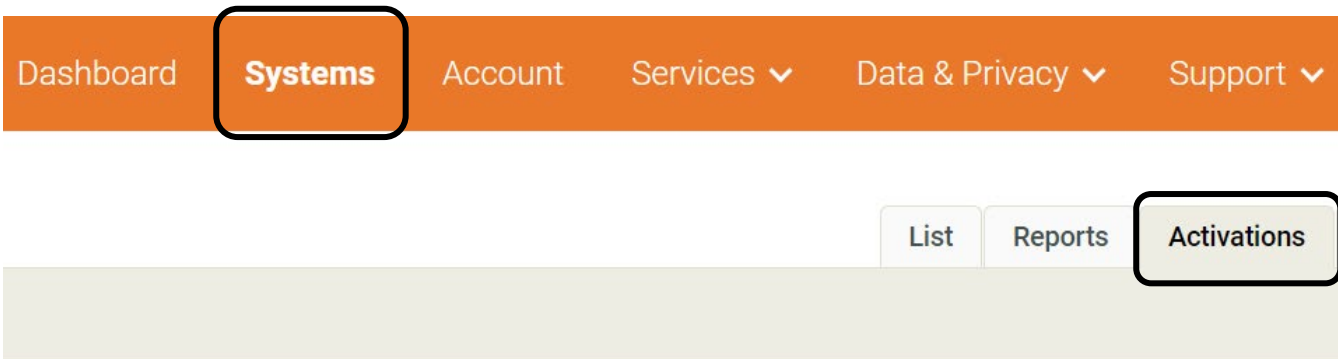 Dashboard Systems Account Services Data & Privacy Support
List Reports Activations